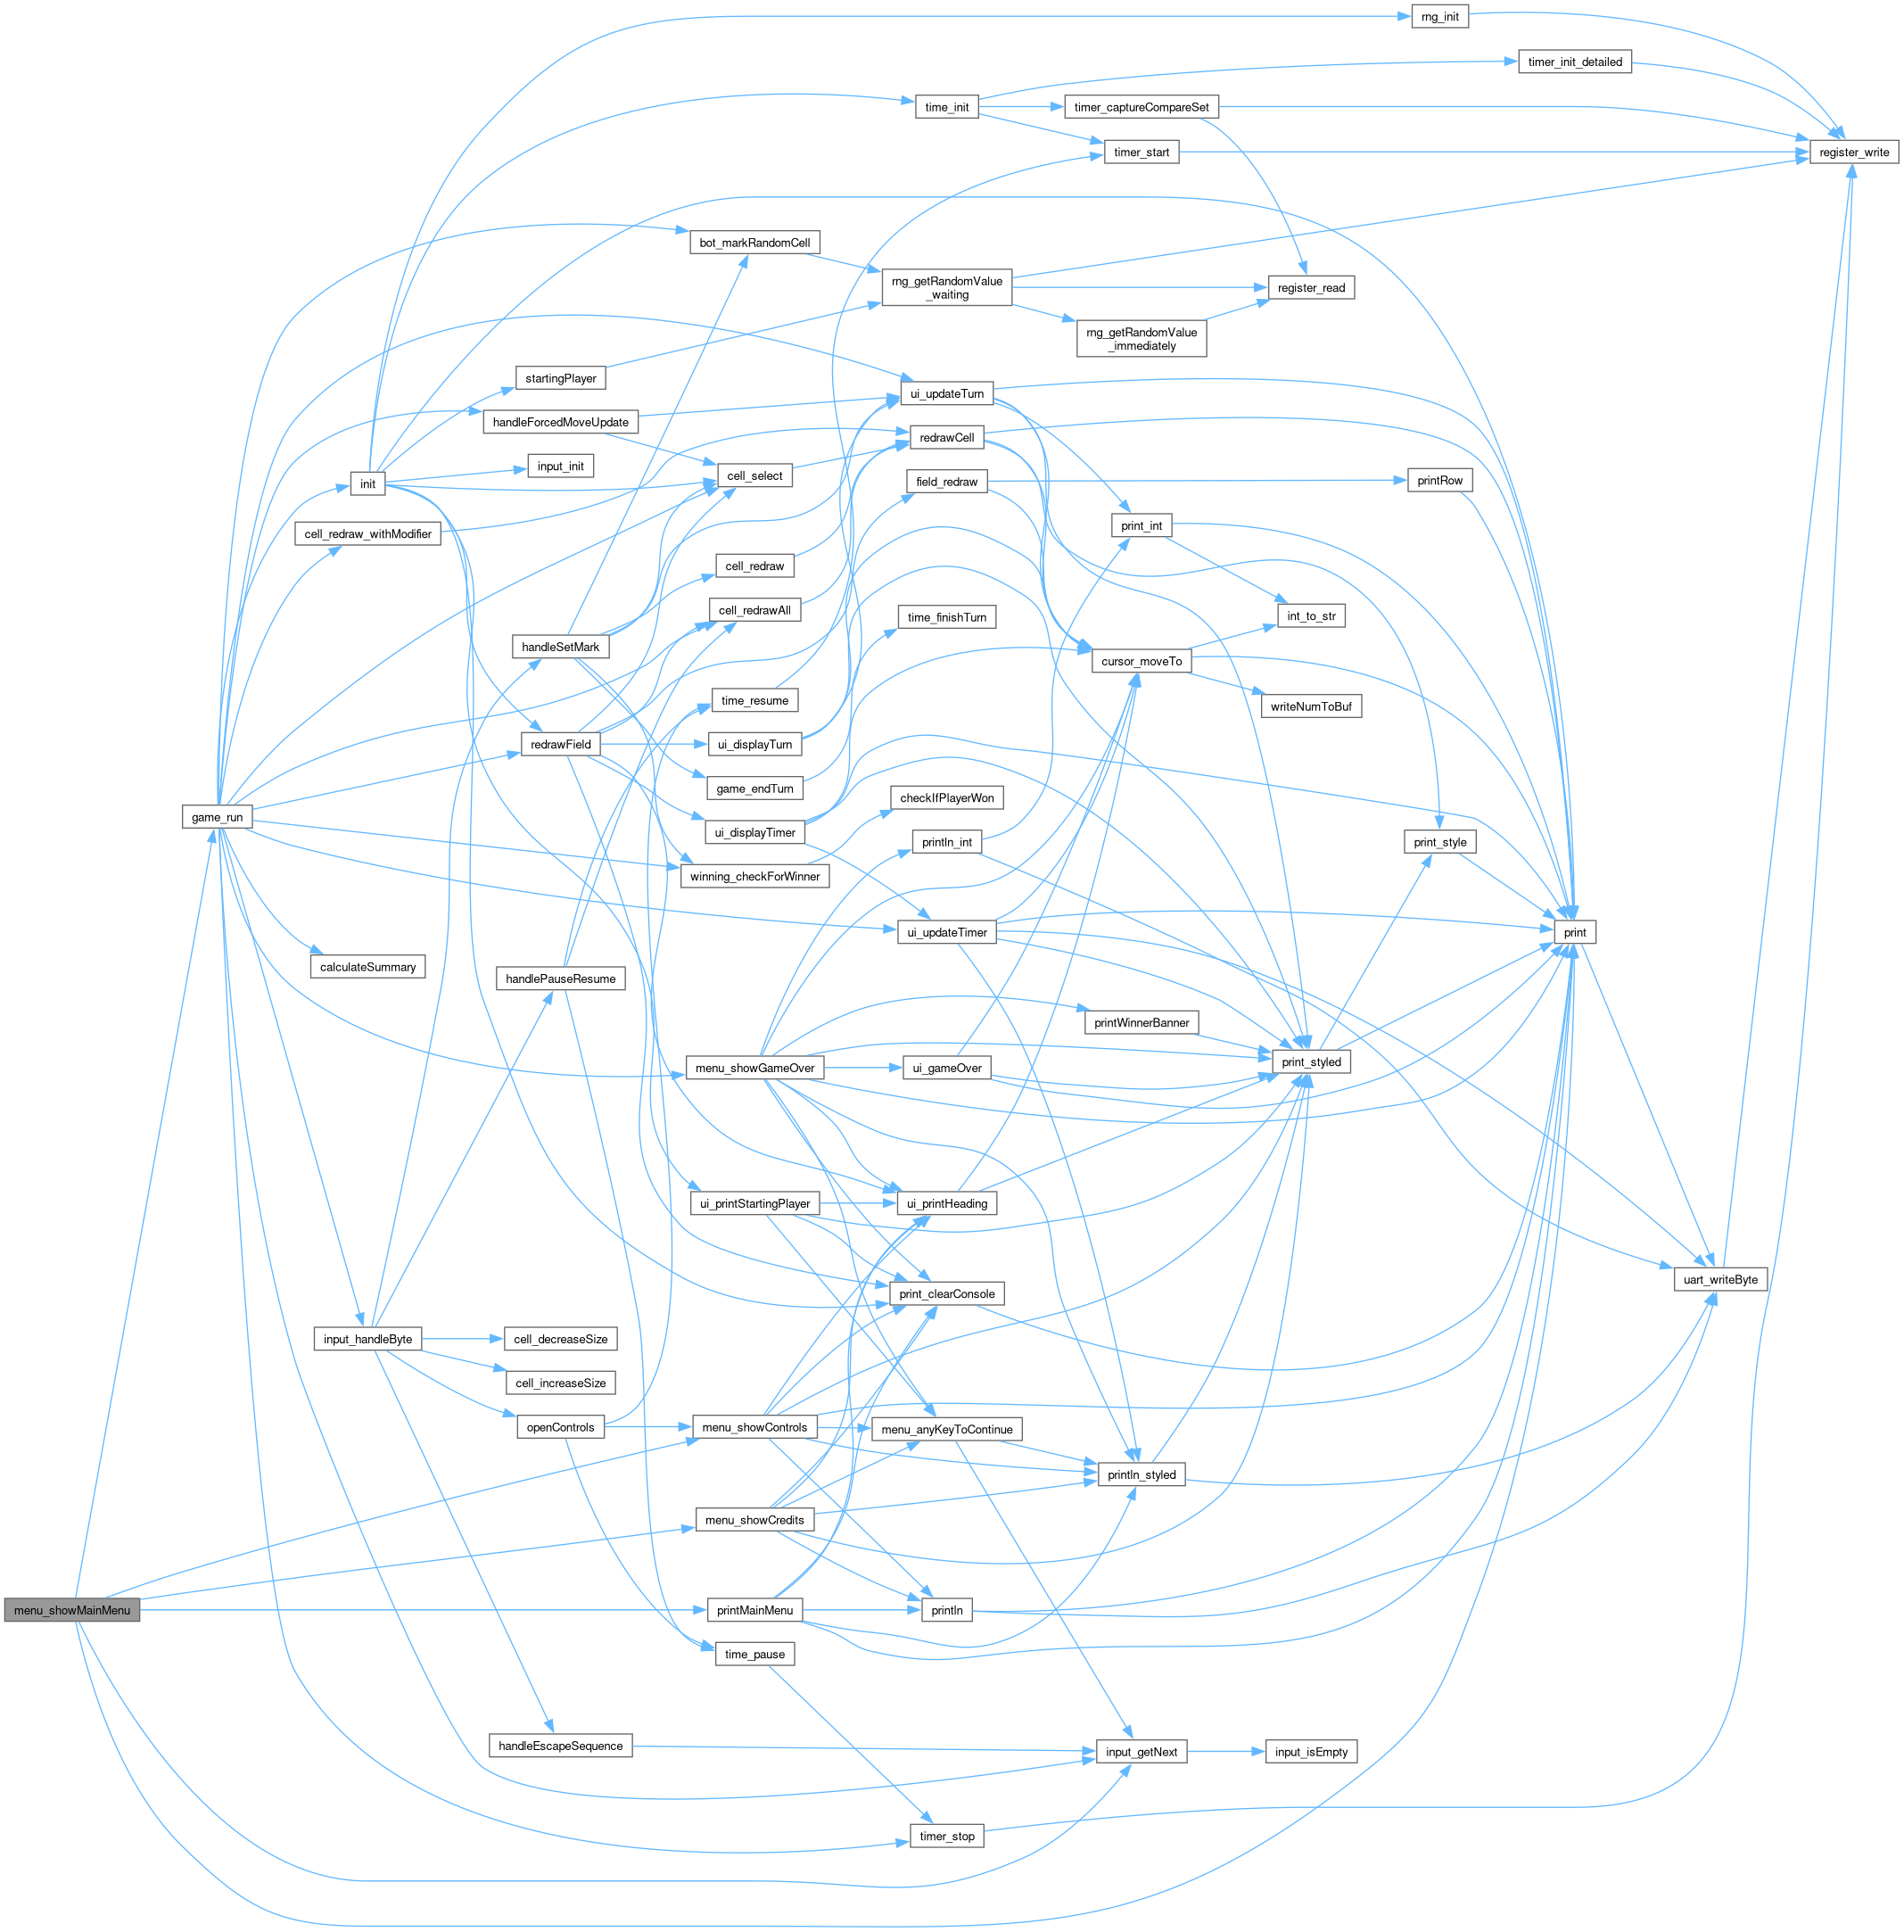 rng_init
timer_init_detailed
time_init
timer_captureCompareSet
timer_start
register_write
bot_markRandomCell
rng_getRandomValue
_waiting
register_read
rng_getRandomValue
_immediately
startingPlayer
ui_updateTurn
handleForcedMoveUpdate
redrawCell
input_init
cell_select
init
field_redraw
printRow
cell_redraw_withModifier
print_int
cell_redraw
cell_redrawAll
time_finishTurn
int_to_str
handleSetMark
cursor_moveTo
time_resume
writeNumToBuf
redrawField
ui_displayTurn
game_endTurn
checkIfPlayerWon
game_run
ui_displayTimer
println_int
print_style
winning_checkForWinner
ui_updateTimer
print
calculateSummary
handlePauseResume
printWinnerBanner
menu_showGameOver
ui_gameOver
print_styled
ui_printStartingPlayer
ui_printHeading
uart_writeByte
print_clearConsole
input_handleByte
cell_decreaseSize
cell_increaseSize
openControls
menu_showControls
menu_anyKeyToContinue
println_styled
menu_showCredits
menu_showMainMenu
printMainMenu
println
time_pause
handleEscapeSequence
input_getNext
input_isEmpty
timer_stop